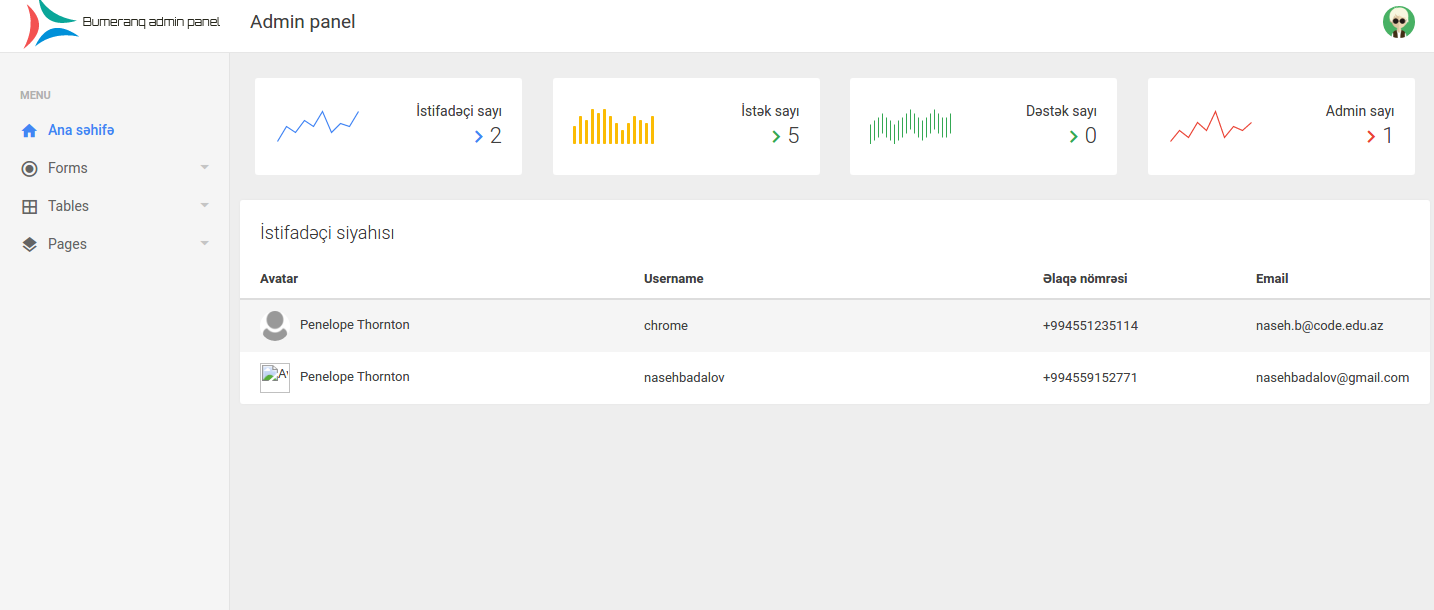 Bumeranq admin panel
Admin panel
MENU
Ana səhifə
Forms
Tables
Pages
İstifadəçi sayı
2
İstək sayı
5
Dəstək sayı
0
Admin sayı
1
İstifadəçi siyahısı
Avatar Username Əlaqə nömrəsi Email
Penelope Thornton chrome +994551235114 naseh.b@code.edu.az
Penelope Thornton nasehbadalov +994559152771 nasehbadalov@gmail.com